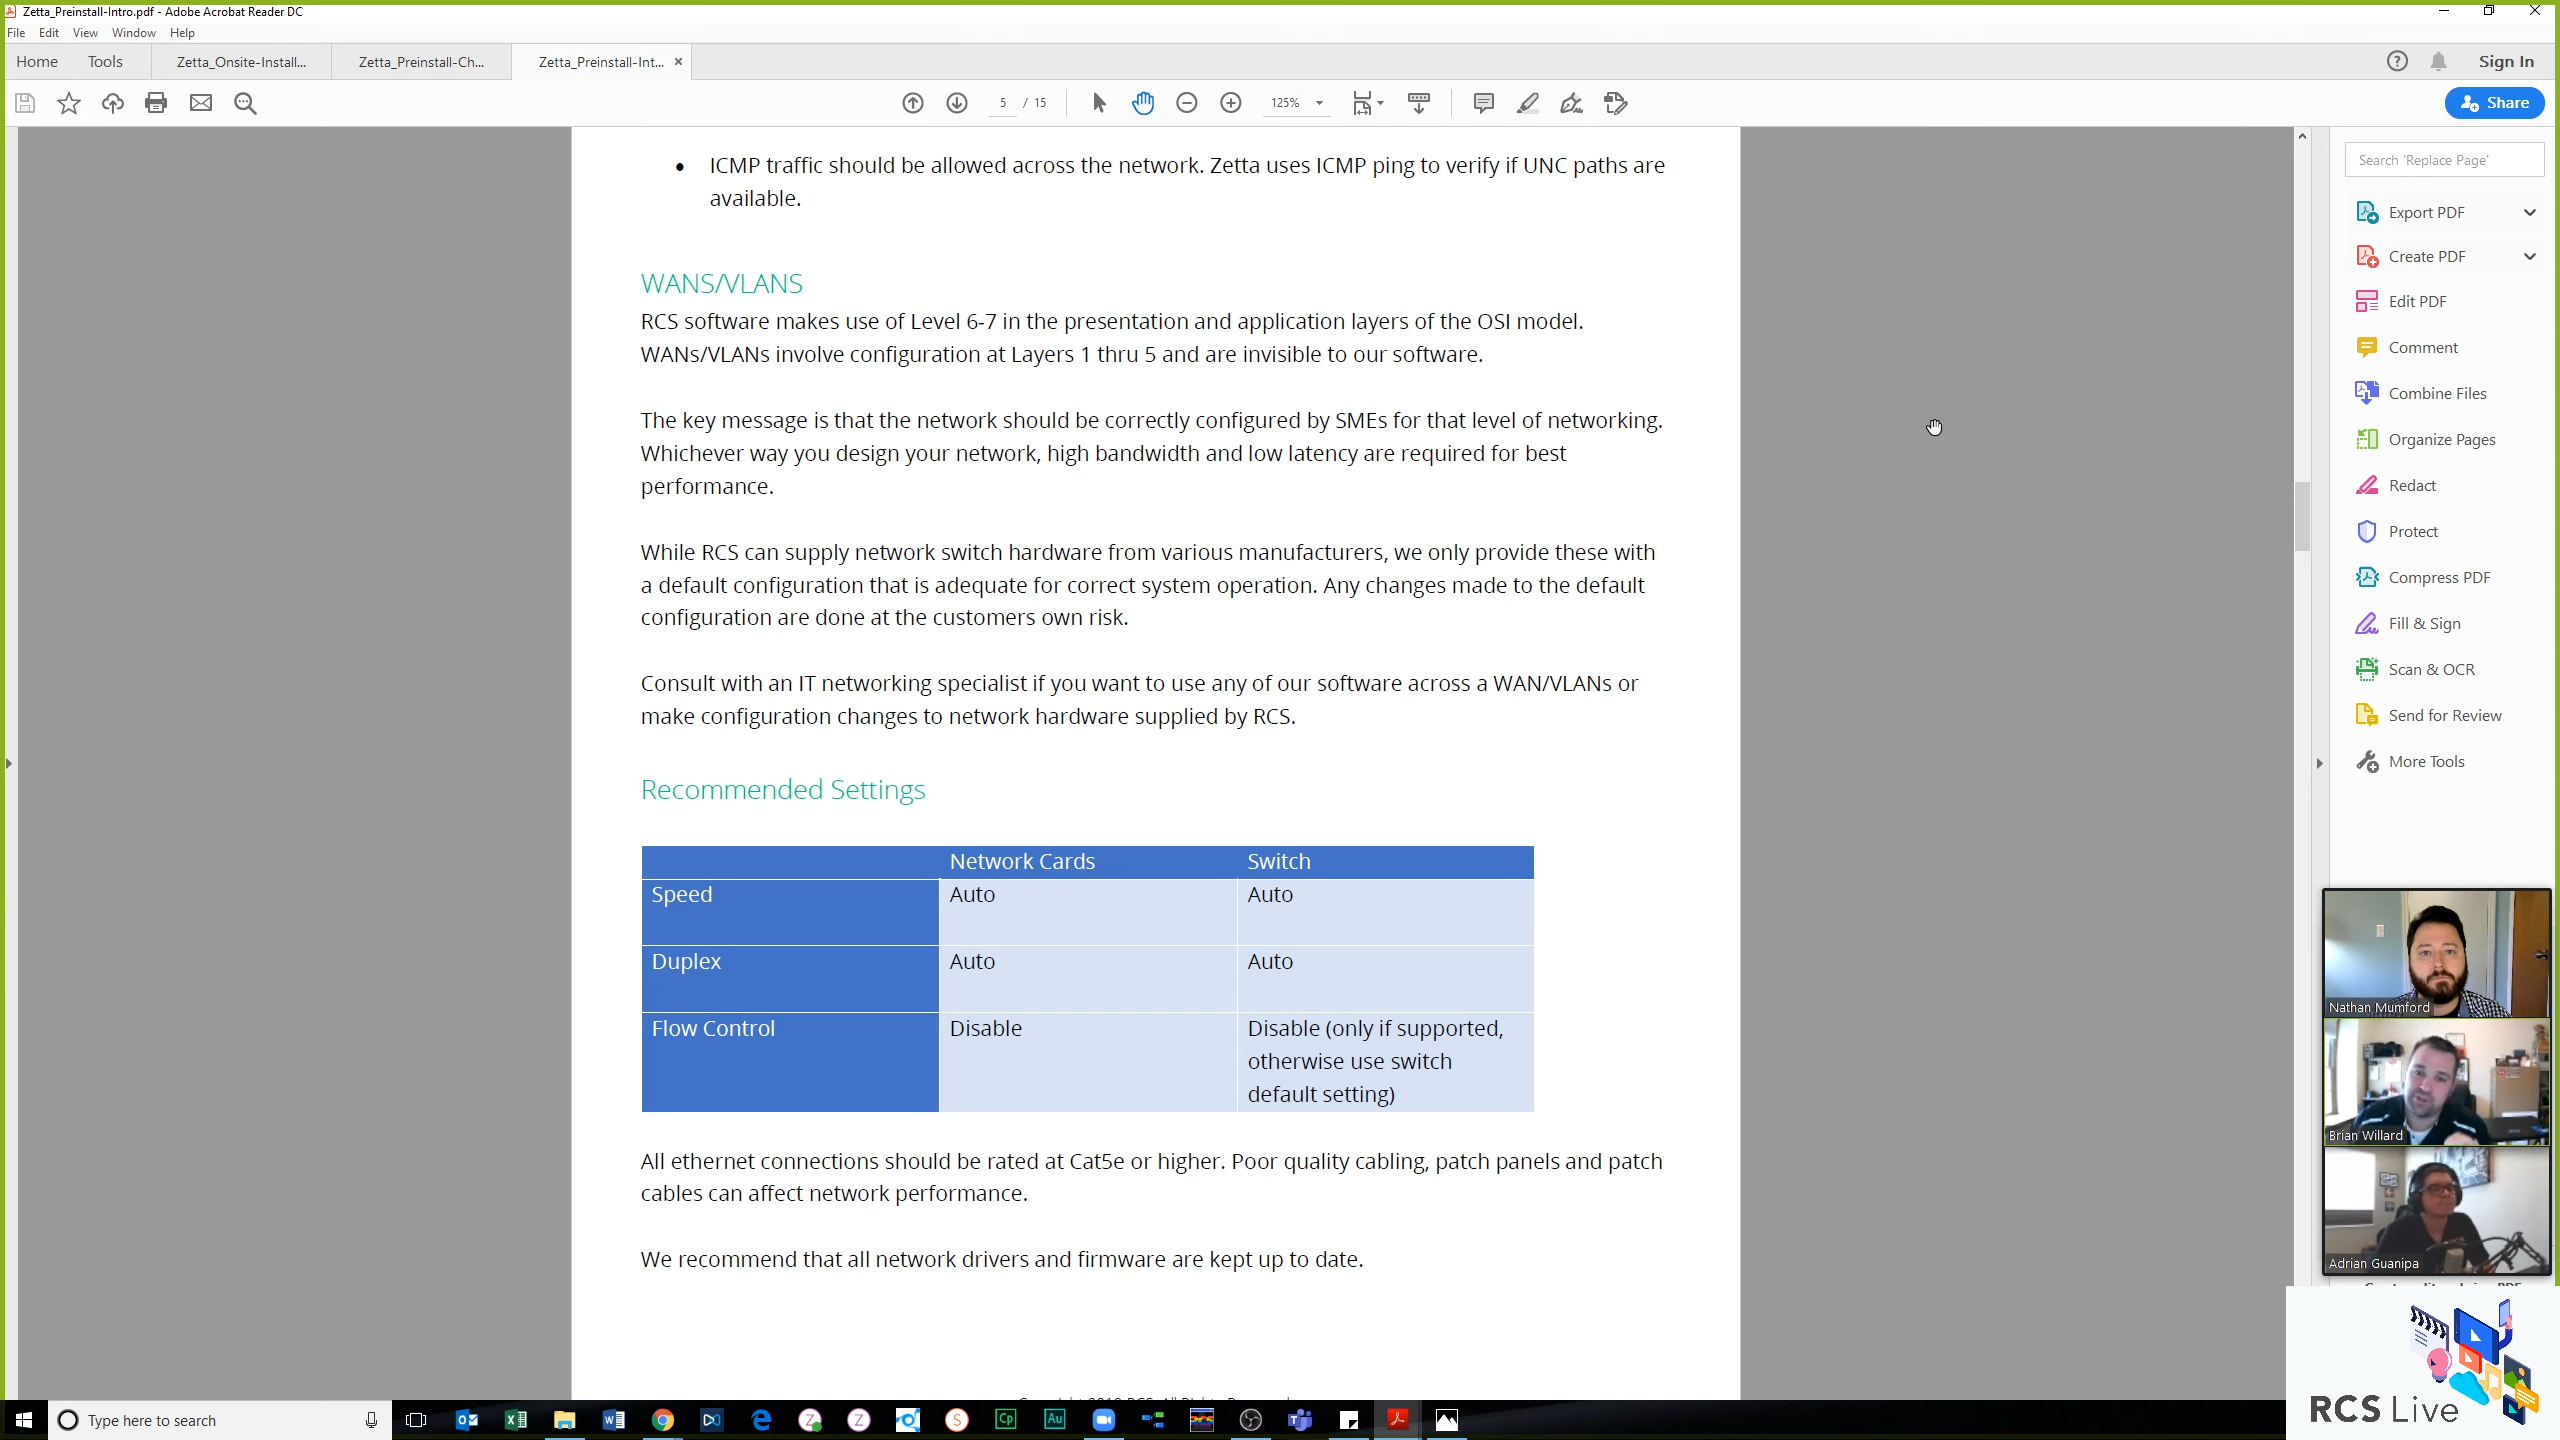 Zetta_Preinstall-Intro.pdf - Adobe Acrobat Reader DC
File Edit View Window Help
Home Tools Zetta_Onsite-Install... Zetta_Preinstall-Ch... Zetta_Preinstall-Int... Sign In
5 / 15 125% Share
Search 'Replace Page'
Export PDF
Create PDF
Edit PDF
Comment
Combine Files
Organize Pages
Redact
Protect
Compress PDF
Fill & Sign
Scan & OCR
Send for Review
More Tools
• ICMP traffic should be allowed across the network. Zetta uses ICMP ping to verify if UNC paths are
available.
WANS/VLANS
RCS software makes use of Level 6-7 in the presentation and application layers of the OSI model.
WANs/VLANs involve configuration at Layers 1 thru 5 and are invisible to our software.
The key message is that the network should be correctly configured by SMEs for that level of networking.
Whichever way you design your network, high bandwidth and low latency are required for best
performance.
While RCS can supply network switch hardware from various manufacturers, we only provide these with
a default configuration that is adequate for correct system operation. Any changes made to the default
configuration are done at the customers own risk.
Consult with an IT networking specialist if you want to use any of our software across a WAN/VLANs or
make configuration changes to network hardware supplied by RCS.
Recommended Settings
Network Cards Switch
Speed Auto Auto
Duplex Auto Auto
Flow Control Disable Disable (only if supported,
otherwise use switch
default setting)
All ethernet connections should be rated at Cat5e or higher. Poor quality cabling, patch panels and patch
cables can affect network performance.
We recommend that all network drivers and firmware are kept up to date.
Nathan Mumford
Brian Willard
Adrian Guanipa
RCS Live
Type here to search